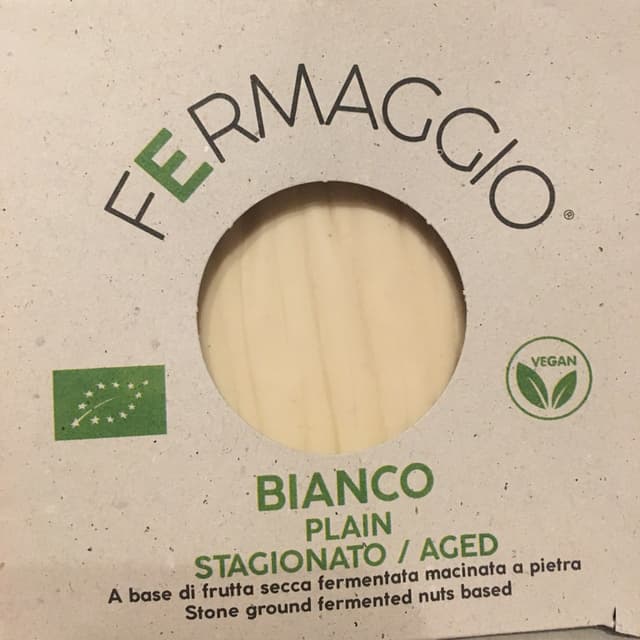 FERMAGGIO®
VEGAN
BIANCO
PLAIN
STAGIONATO / AGED
A base di frutta secca fermentata macinata a pietra
Stone ground fermented nuts based